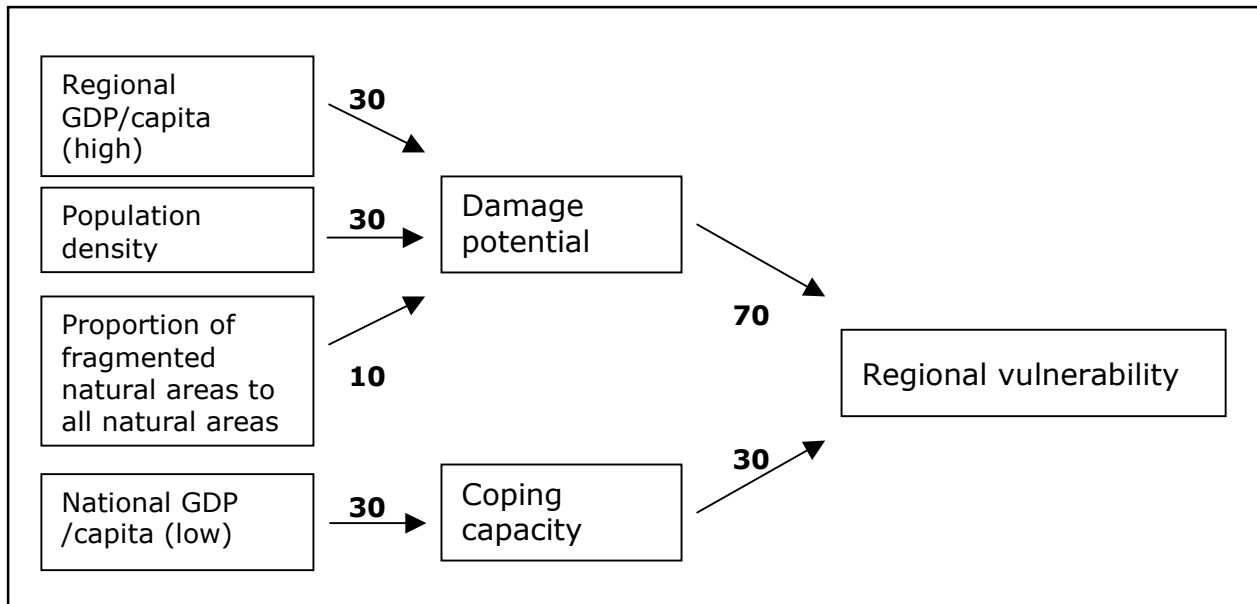 Regional
GDP/capita
(high)
30
Population
density
30
Proportion of
fragmented
natural areas to
all natural areas
10
National GDP
/capita (low)
30
Damage
potential
70
Coping
capacity
30
Regional vulnerability